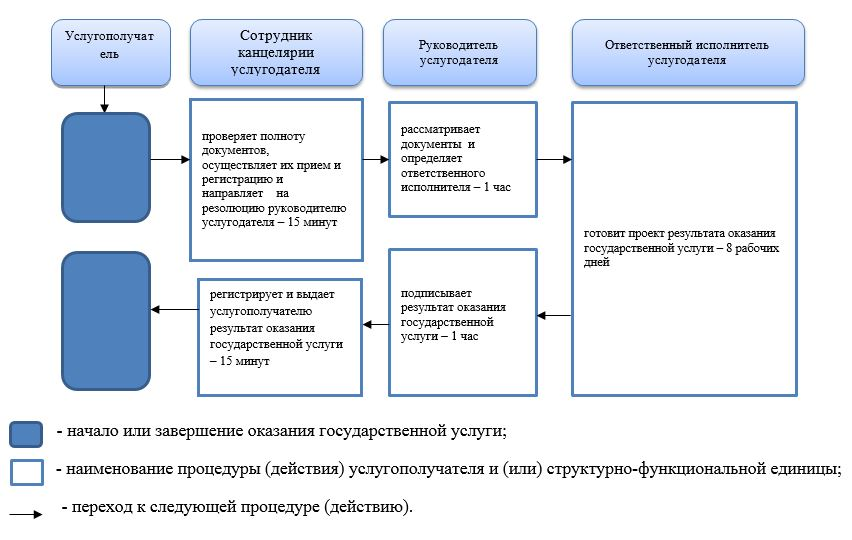 Услугополучат
ель
Сотрудник
канцелярии
услугодателя
Руководитель
услугодателя
Ответственный исполнитель
услугодателя
проверяет полноту
документов,
осуществляет их прием и
регистрацию и
направляет на
резолюцию руководителю
услугодателя – 15 минут
рассматривает
документы и
определяет
ответственного
исполнителя – 1 час
готовит проект результата оказания
государственной услуги – 8 рабочих
дней
регистрирует и выдает
услугополучателю
результат оказания
государственной услуги
– 15 минут
подписывает
результат оказания
государственной
услуги – 1 час
- начало или завершение оказания государственной услуги;
- наименование процедуры (действия) услугополучателя и (или) структурно-функциональной единицы;
- переход к следующей процедуре (действию).